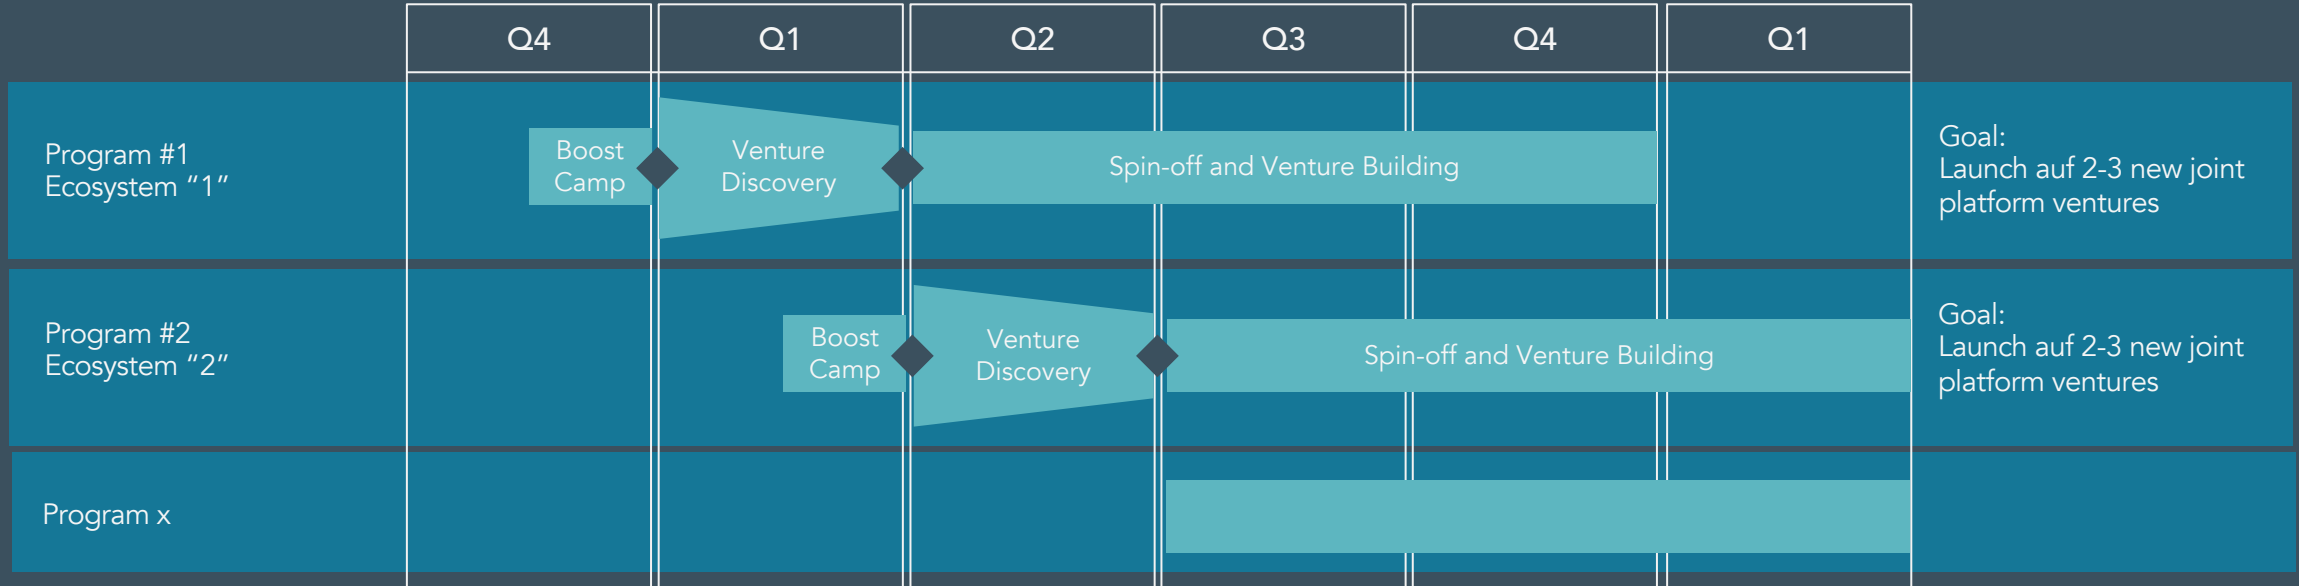 Q4
Q1
Q2
Q3
Q4
Q1
Program #1
Ecosystem “1”
Boost
Camp
Venture
Discovery
Spin-off and Venture Building
Goal:
Launch auf 2-3 new joint
platform ventures
Program #2
Ecosystem “2”
Boost
Camp
Venture
Discovery
Spin-off and Venture Building
Goal:
Launch auf 2-3 new joint
platform ventures
Program x